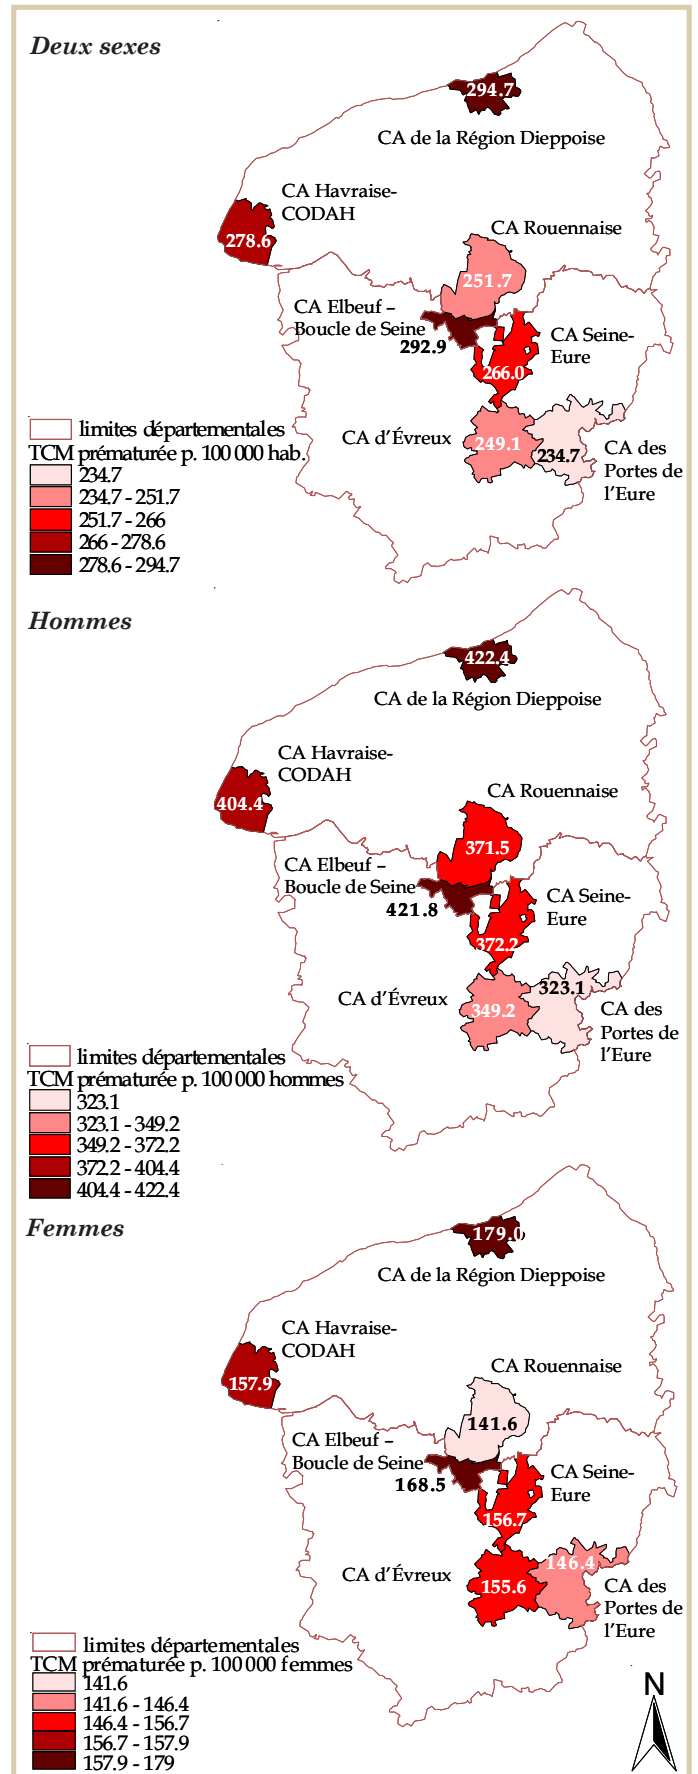 Deux sexes
294.7
CA de la Région Dieppoise
CA Havraise-
CODAH
278.6
CA Rouennaise
251.7
CA Elbeuf –
Boucle de Seine
292.9
CA Seine-
Eure
266.0
CA d'Évreux
249.1
234.7
CA des
Portes de
l'Eure
limites départementales
TCM prématurée p. 100 000 hab.
234.7
234.7 - 251.7
251.7 - 266
266 - 278.6
278.6 - 294.7
Hommes
422.4
CA de la Région Dieppoise
CA Havraise-
CODAH
404.4
CA Rouennaise
371.5
CA Elbeuf –
Boucle de Seine
421.8
CA Seine-
Eure
372.2
CA d'Évreux
349.2
323.1
CA des
Portes de
l'Eure
limites départementales
TCM prématurée p. 100 000 hommes
323.1
323.1 - 349.2
349.2 - 372.2
372.2 - 404.4
404.4 - 422.4
Femmes
179.0
CA de la Région Dieppoise
CA Havraise-
CODAH
157.9
CA Rouennaise
141.6
CA Elbeuf –
Boucle de Seine
168.5
CA Seine-
Eure
156.7
CA d'Évreux
155.6
146.4
CA des
Portes de
l'Eure
limites départementales
TCM prématurée p. 100 000 femmes
141.6
141.6 - 146.4
146.4 - 156.7
156.7 - 157.9
157.9 - 179
N